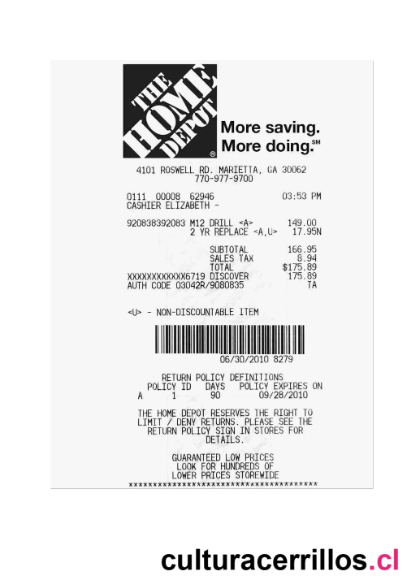 THE
HOME
DEPOT
®
More saving.
More doing.℠
4101 ROSWELL RD. MARIETTA, GA 30062
770-977-9700
0111 00008 62946 03:53 PM
CASHIER ELIZABETH -
920838392083 M12 DRILL <A> 149.00
2 YR REPLACE <A,U> 17.95N
SUBTOTAL 166.95
SALES TAX 8.94
TOTAL $175.89
XXXXXXXXXXXX6719 DISCOVER 175.89
AUTH CODE 03042R/9080835 TA
<U> - NON-DISCOUNTABLE ITEM
06/30/2010 8279
RETURN POLICY DEFINITIONS
POLICY ID DAYS POLICY EXPIRES ON
A 1 90 09/28/2010
THE HOME DEPOT RESERVES THE RIGHT TO
LIMIT / DENY RETURNS. PLEASE SEE THE
RETURN POLICY SIGN IN STORES FOR
DETAILS.
GUARANTEED LOW PRICES
LOOK FOR HUNDREDS OF
LOWER PRICES STOREWIDE
culturacerrillos.cl